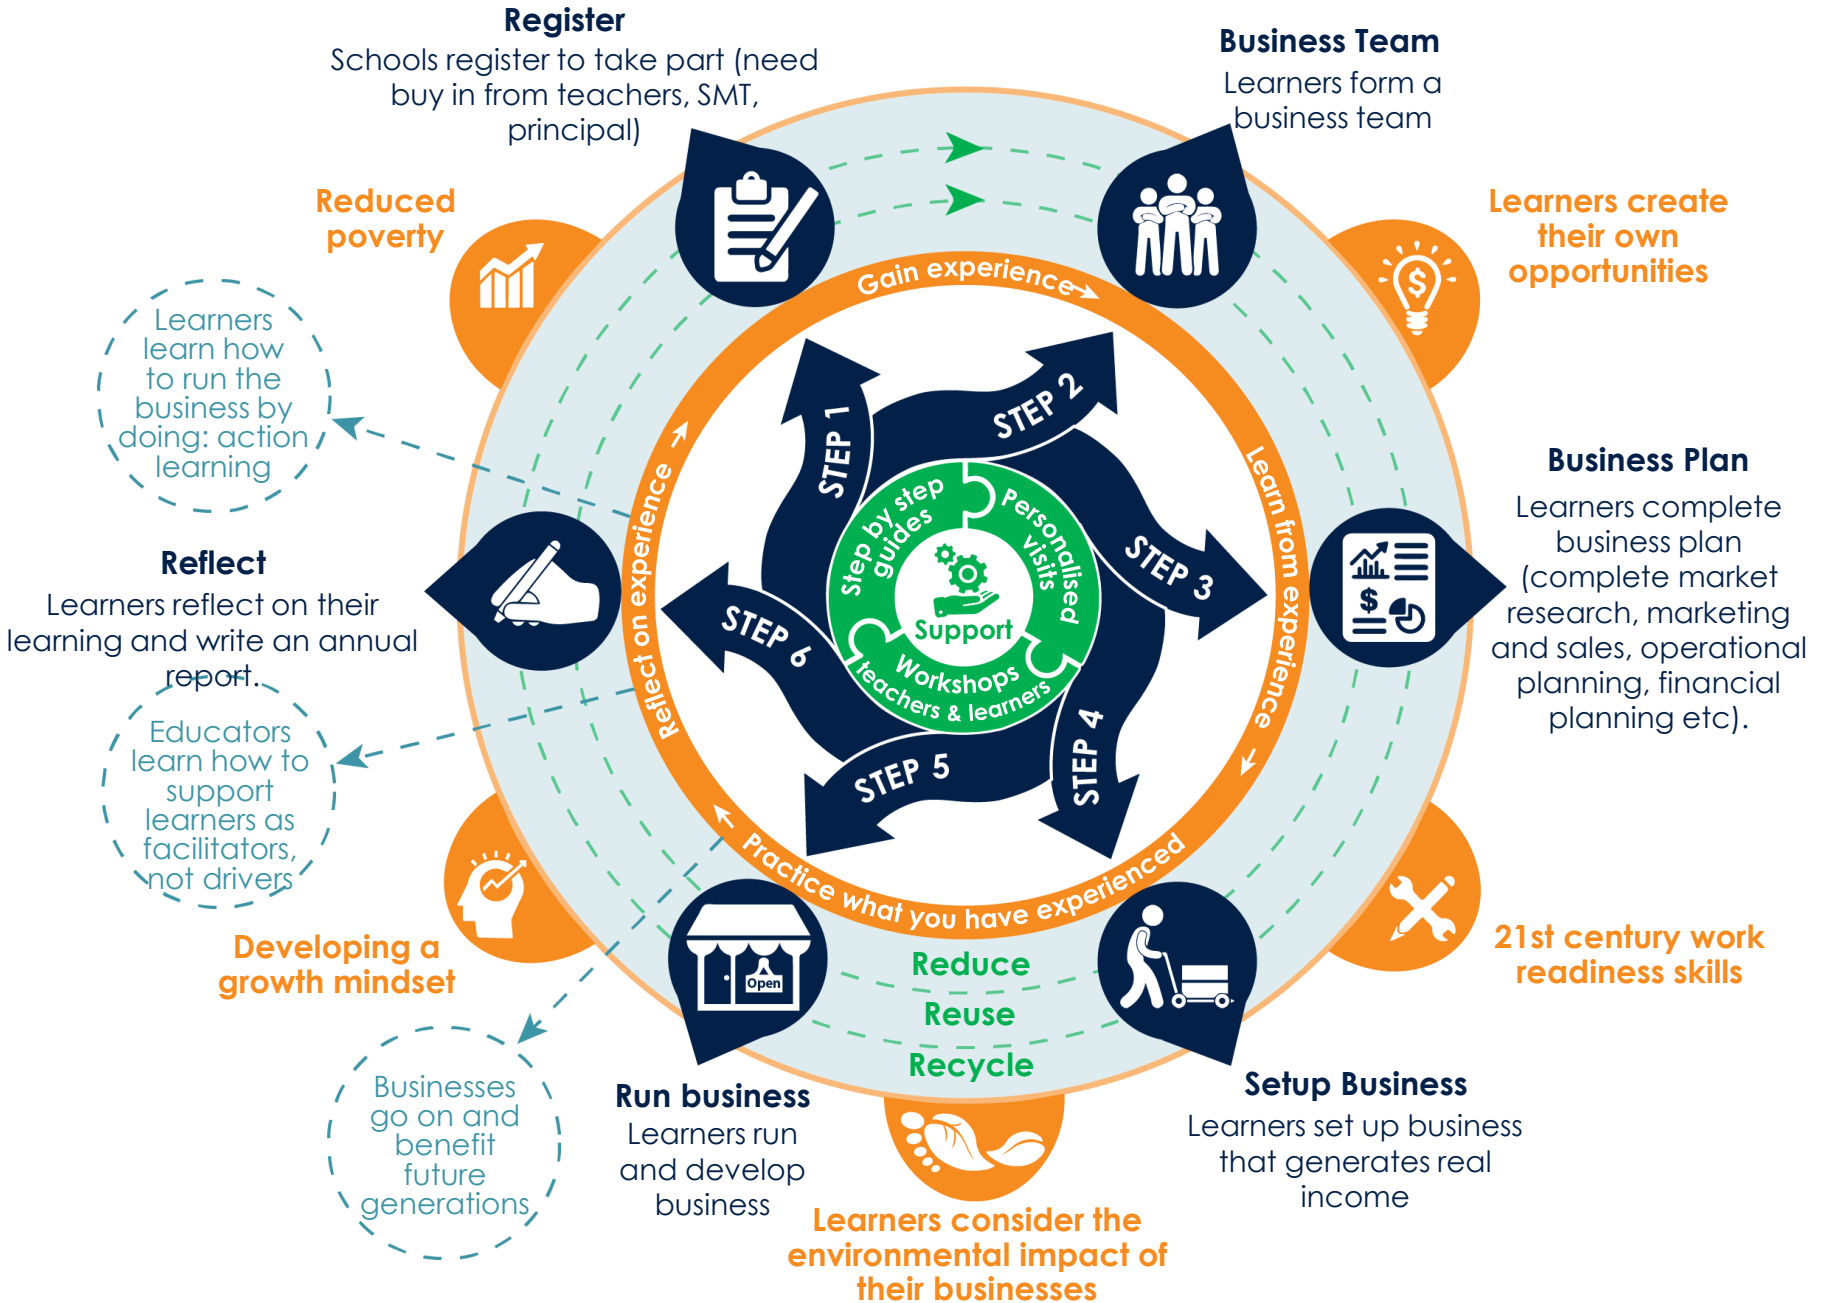 Register
Schools register to take part (need
buy in from teachers, SMT,
principal)
Business Team
Learners form a
business team
Reduced
poverty
Learners create
their own
opportunities
Learners
learn how
to run the
business by
doing: action
learning
Gain experience
STEP 1
STEP 2
Learn from experience
Business Plan
Learners complete
business plan
(complete market
research, marketing
and sales, operational
planning, financial
planning etc).
Reflect on experience
Step by step
guides
Personalised
visits
Support
Workshops
teachers & learners
STEP 3
STEP 4
STEP 5
STEP 6
Reflect
Learners reflect on their
learning and write an annual
report.
Educators
learn how to
support
learners as
facilitators,
not drivers
Practice what you have experienced
Developing a
growth mindset
Open
Reduce
Reuse
Recycle
21st century work
readiness skills
Businesses
go on and
benefit
future
generations
Run business
Learners run
and develop
business
Setup Business
Learners set up business
that generates real
income
$
$
Learners consider the
environmental impact of
their businesses